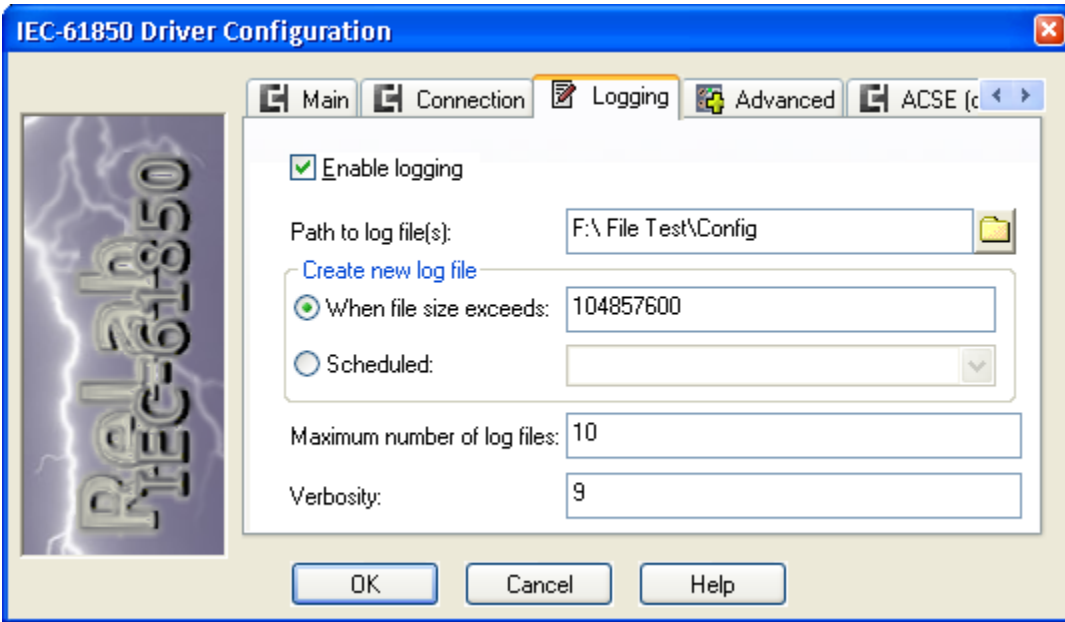 IEC-61850 Driver Configuration
Main Connection Logging Advanced ACSE (c
Enable logging
Path to log file(s): F:\ File Test\Config
Create new log file
When file size exceeds: 104857600
Scheduled:
Maximum number of log files: 10
Verbosity: 9
RelabIEC-61850
OK Cancel Help